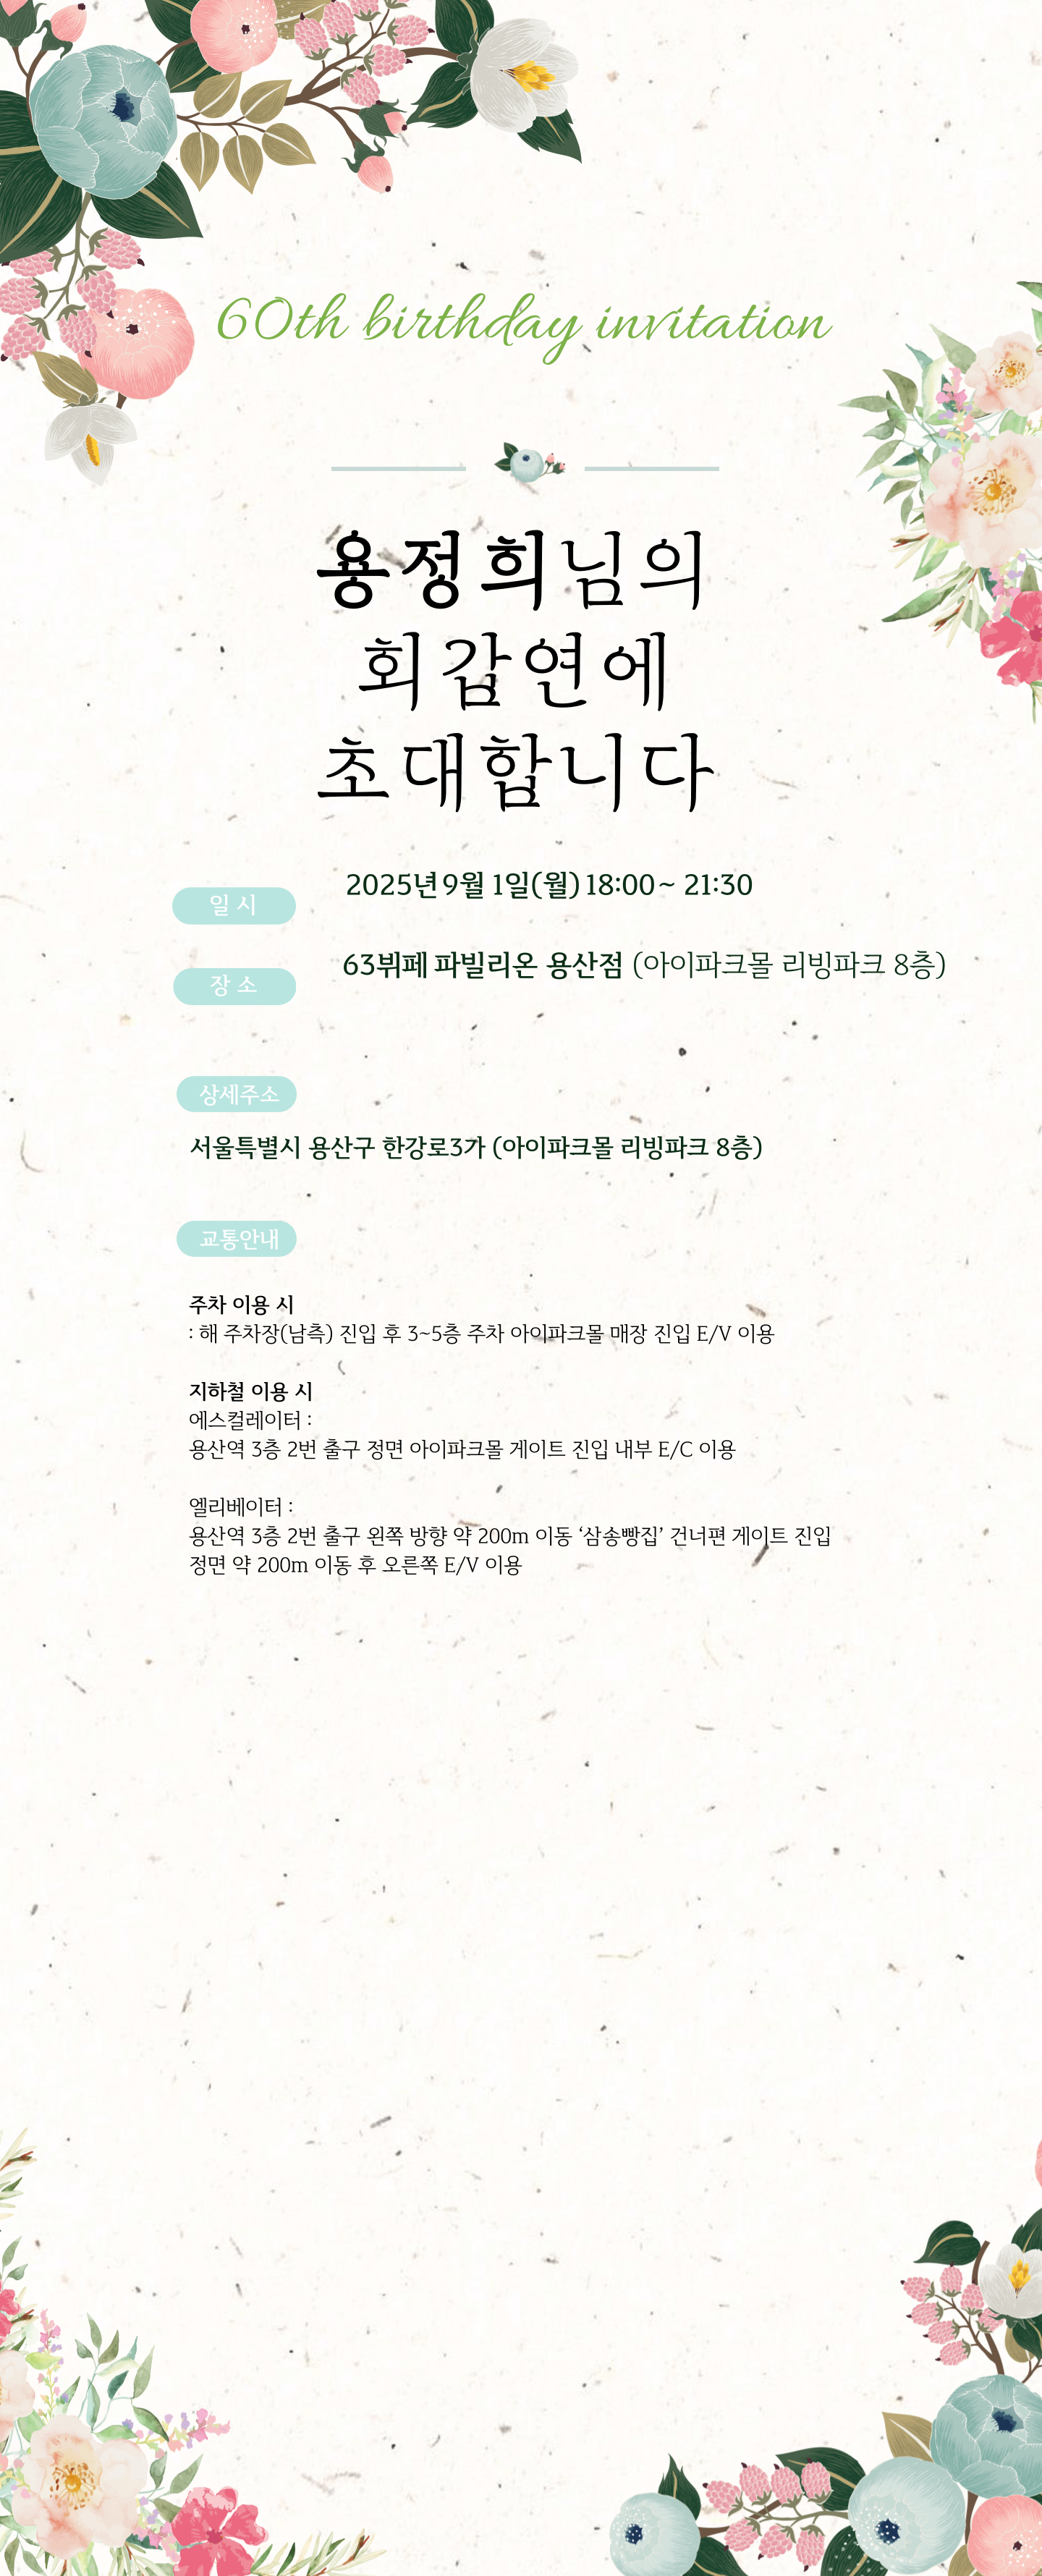 60th birthday invitation
용정희님의
회갑연에
초대합니다
일 시
2025년 9월 1일(월) 18:00 ~ 21:30
장 소
63뷔페 파빌리온 용산점 (아이파크몰 리빙파크 8층)
상세주소
서울특별시 용산구 한강로3가 (아이파크몰 리빙파크 8층)
교통안내
주차 이용 시
: 해 주차장(남측) 진입 후 3~5층 주차 아이파크몰 매장 진입 E/V 이용
지하철 이용 시
에스컬레이터 :
용산역 3층 2번 출구 정면 아이파크몰 게이트 진입 내부 E/C 이용
엘리베이터 :
용산역 3층 2번 출구 왼쪽 방향 약 200m 이동 ‘삼송빵집’ 건너편 게이트 진입
정면 약 200m 이동 후 오른쪽 E/V 이용